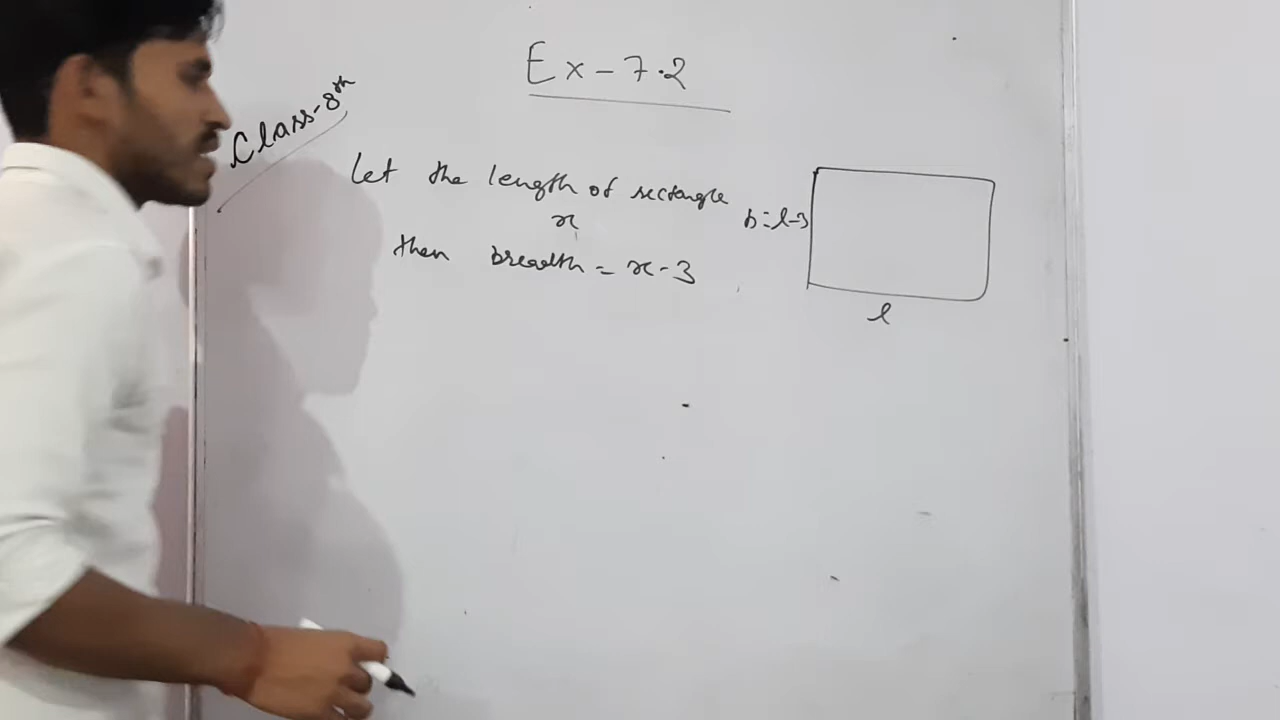 Ex-7.2
Class-8th
Let the length of rectangle
x
then breadth = x-3
b=l-3
l